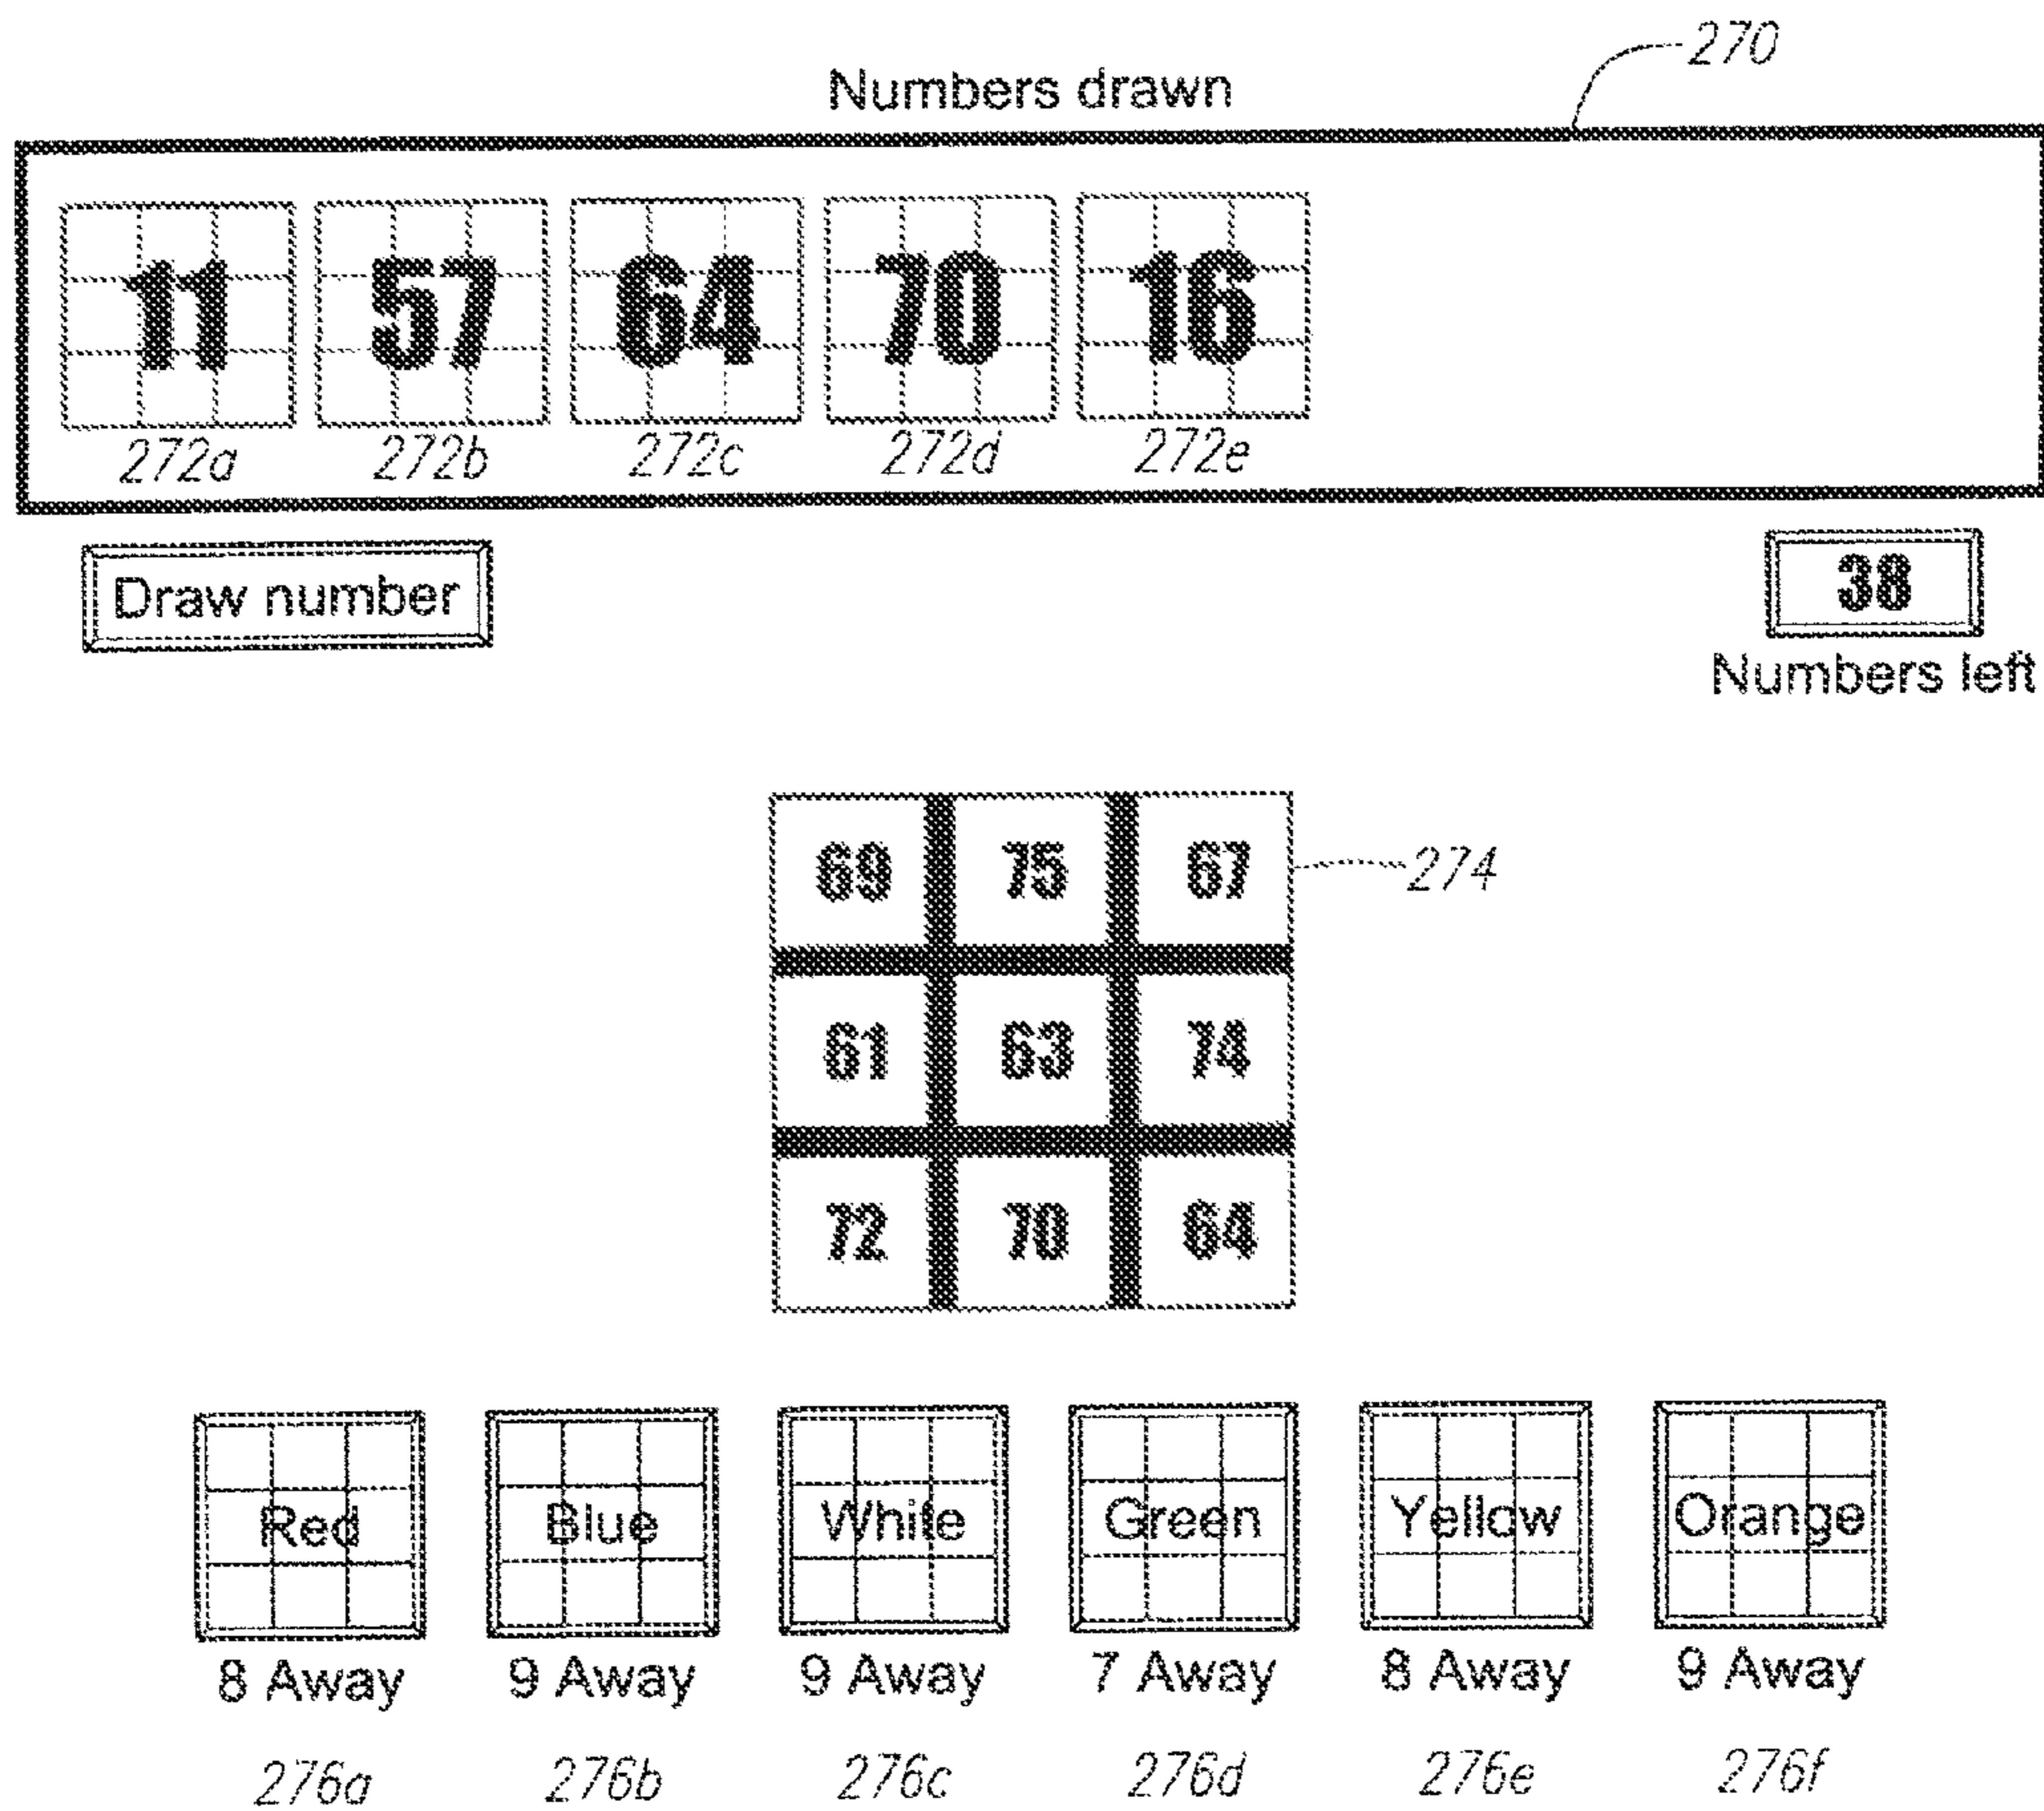 270
Numbers drawn
11 57 64 70 16
272a 272b 272c 272d 272e
Draw number
38
Numbers left
69 75 67
274
61 63 74
72 70 64
Red Blue White Green Yellow Orange
8 Away 9 Away 9 Away 7 Away 8 Away 9 Away
276a 276b 276c 276d 276e 276f